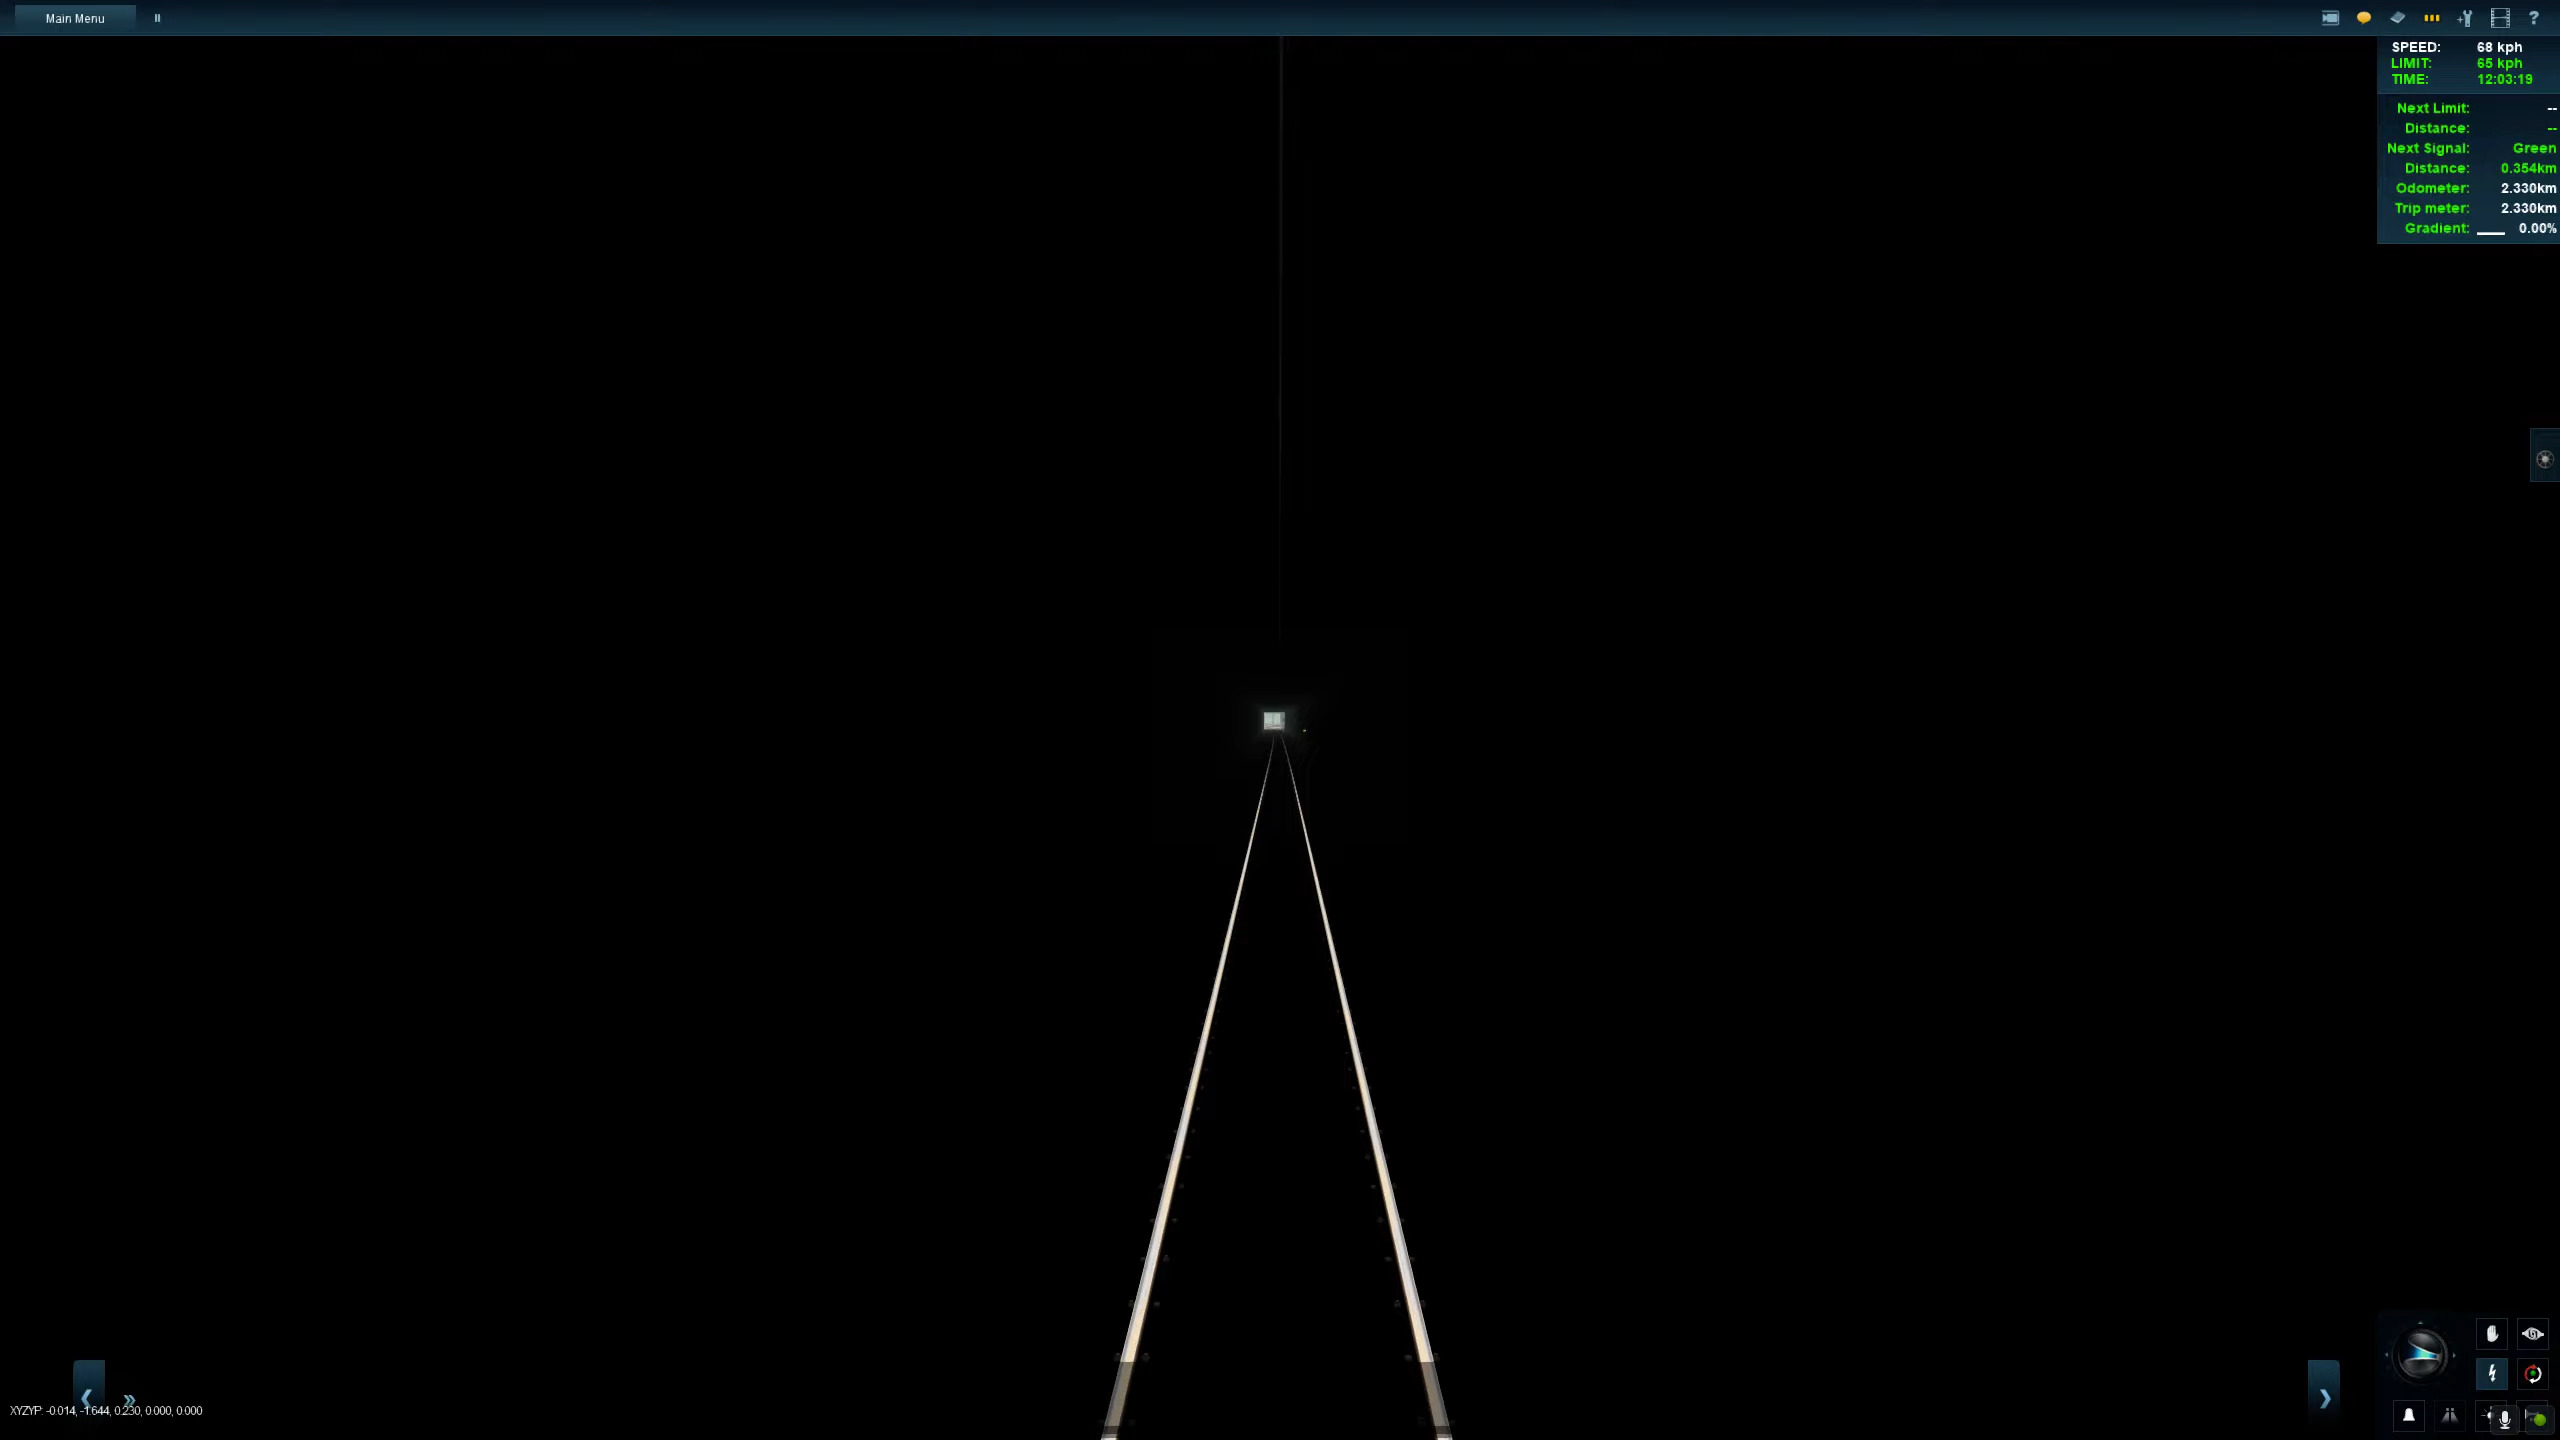 Main Menu
SPEED: 68 kph
LIMIT: 65 kph
TIME: 12:03:19
Next Limit: --
Distance: --
Next Signal: Green
Distance: 0.354km
Odometer: 2.330km
Trip meter: 2.330km
Gradient: 0.00%
XYZYP: -0.014, -1.644, 0.230, 0.000, 0.000